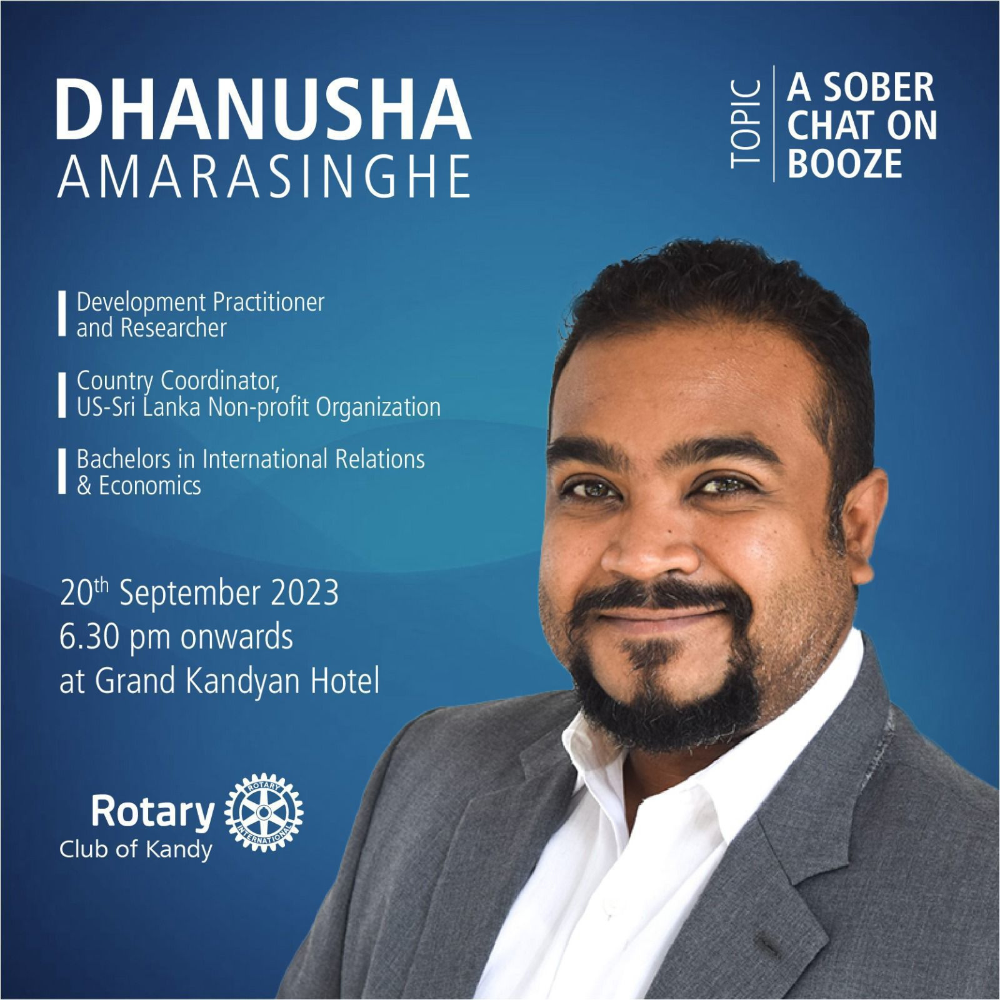 DHANUSHA
AMARASINGHE
TOPIC
A SOBER
CHAT ON
BOOZE
Development Practitioner
and Researcher
Country Coordinator,
US-Sri Lanka Non-profit Organization
Bachelors in International Relations
& Economics
20th September 2023
6.30 pm onwards
at Grand Kandyan Hotel
Rotary
Club of Kandy
ROTARY
INTERNATIONAL